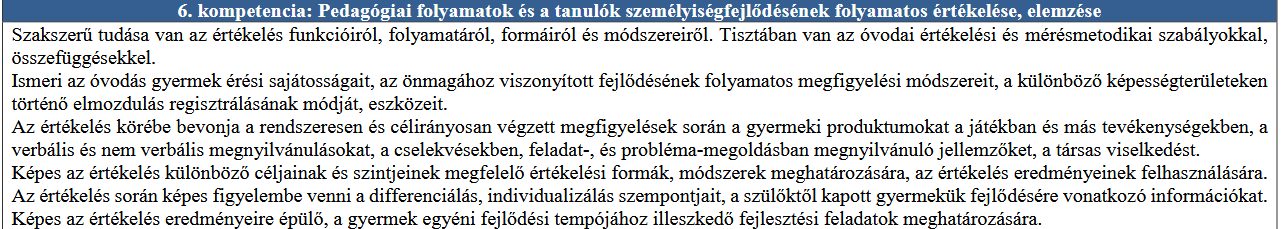 6. kompetencia: Pedagógiai folyamatok és a tanulók személyiségfejlődésének folyamatos értékelése, elemzése
Szakszerű tudása van az értékelés funkcióiról, folyamatáról, formáiról és módszereiről. Tisztában van az óvodai értékelési és mérésmetodikai szabályokkal,
összefüggésekkel.
Ismeri az óvodás gyermek érési sajátosságait, az önmagához viszonyított fejlődésének folyamatos megfigyelési módszereit, a különböző képességterületeken
történő elmozdulás regisztrálásának módját, eszközeit.
Az értékelés körébe bevonja a rendszeresen és célirányosan végzett megfigyelések során a gyermeki produktumokat a játékban és más tevékenységekben, a
verbális és nem verbális megnyilvánulásokat, a cselekvésekben, feladat-, és probléma-megoldásban megnyilvánuló jellemzőket, a társas viselkedést.
Képes az értékelés különböző céljainak és szintjeinek megfelelő értékelési formák, módszerek meghatározására, az értékelés eredményeinek felhasználására.
Az értékelés során képes figyelembe venni a differenciálás, individualizálás szempontjait, a szülőktől kapott gyermekük fejlődésére vonatkozó információkat.
Képes az értékelés eredményeire épülő, a gyermek egyéni fejlődési tempójához illeszkedő fejlesztési feladatok meghatározására.